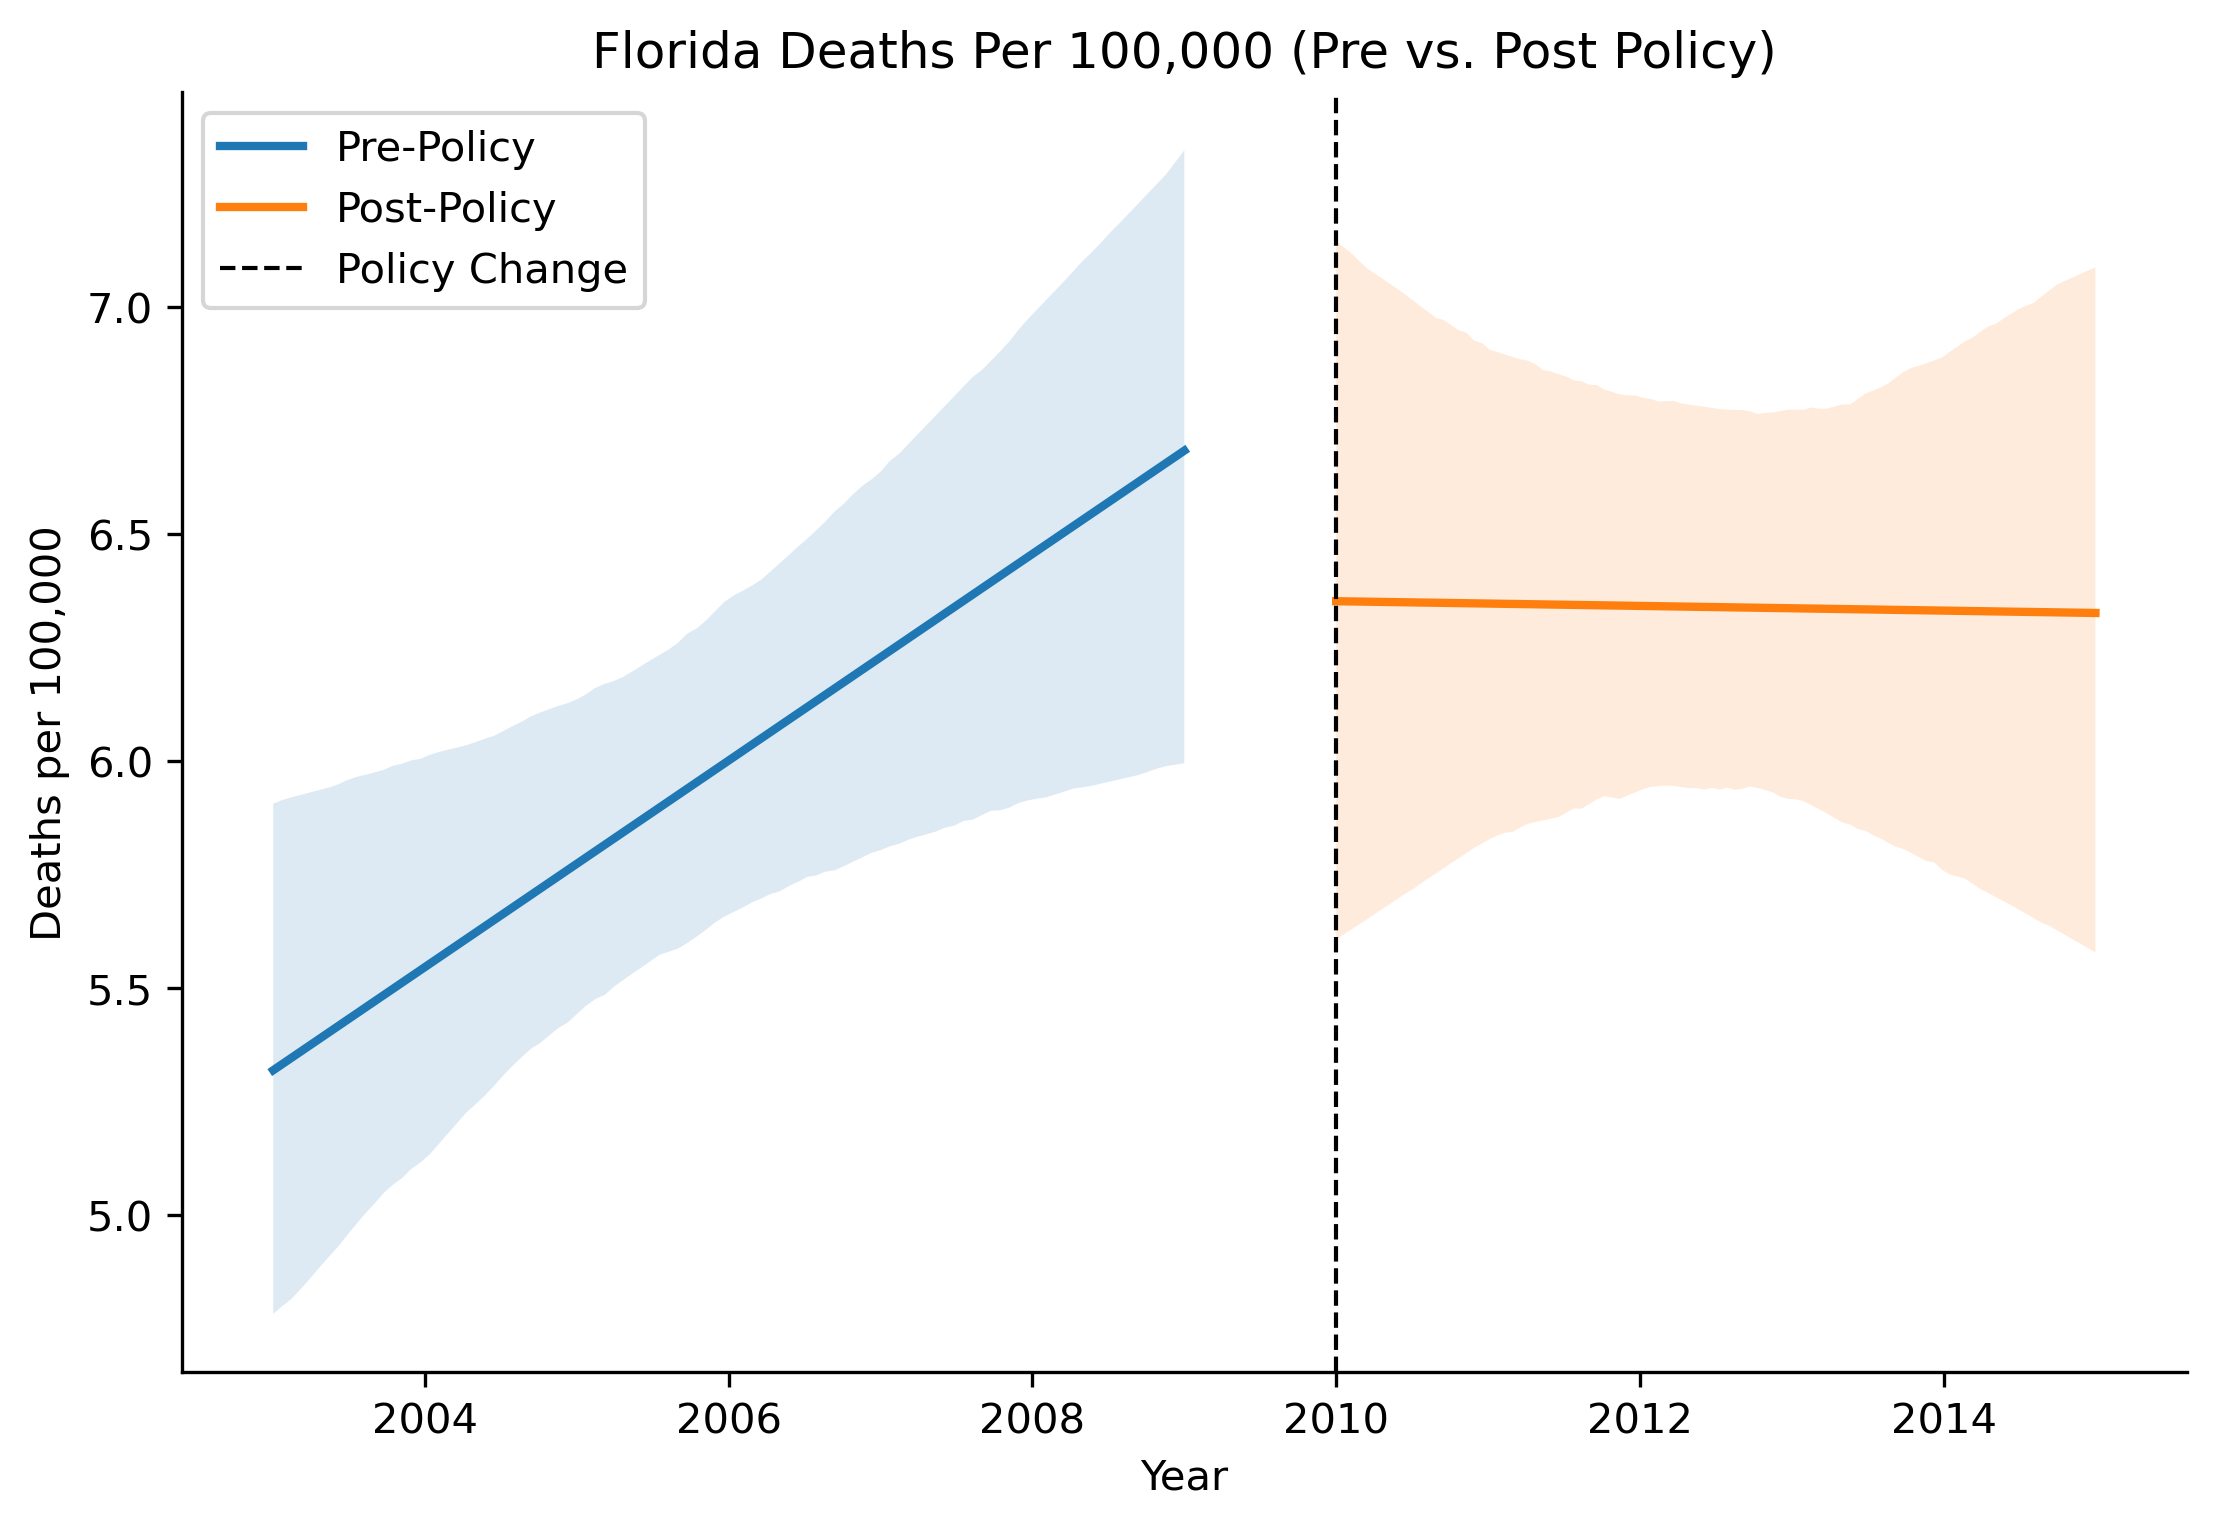 Florida Deaths Per 100,000 (Pre vs. Post Policy)
Pre-Policy
Post-Policy
Policy Change
Deaths per 100,000
7.0
6.5
6.0
5.5
5.0
2004 2006 2008 2010 2012 2014
Year